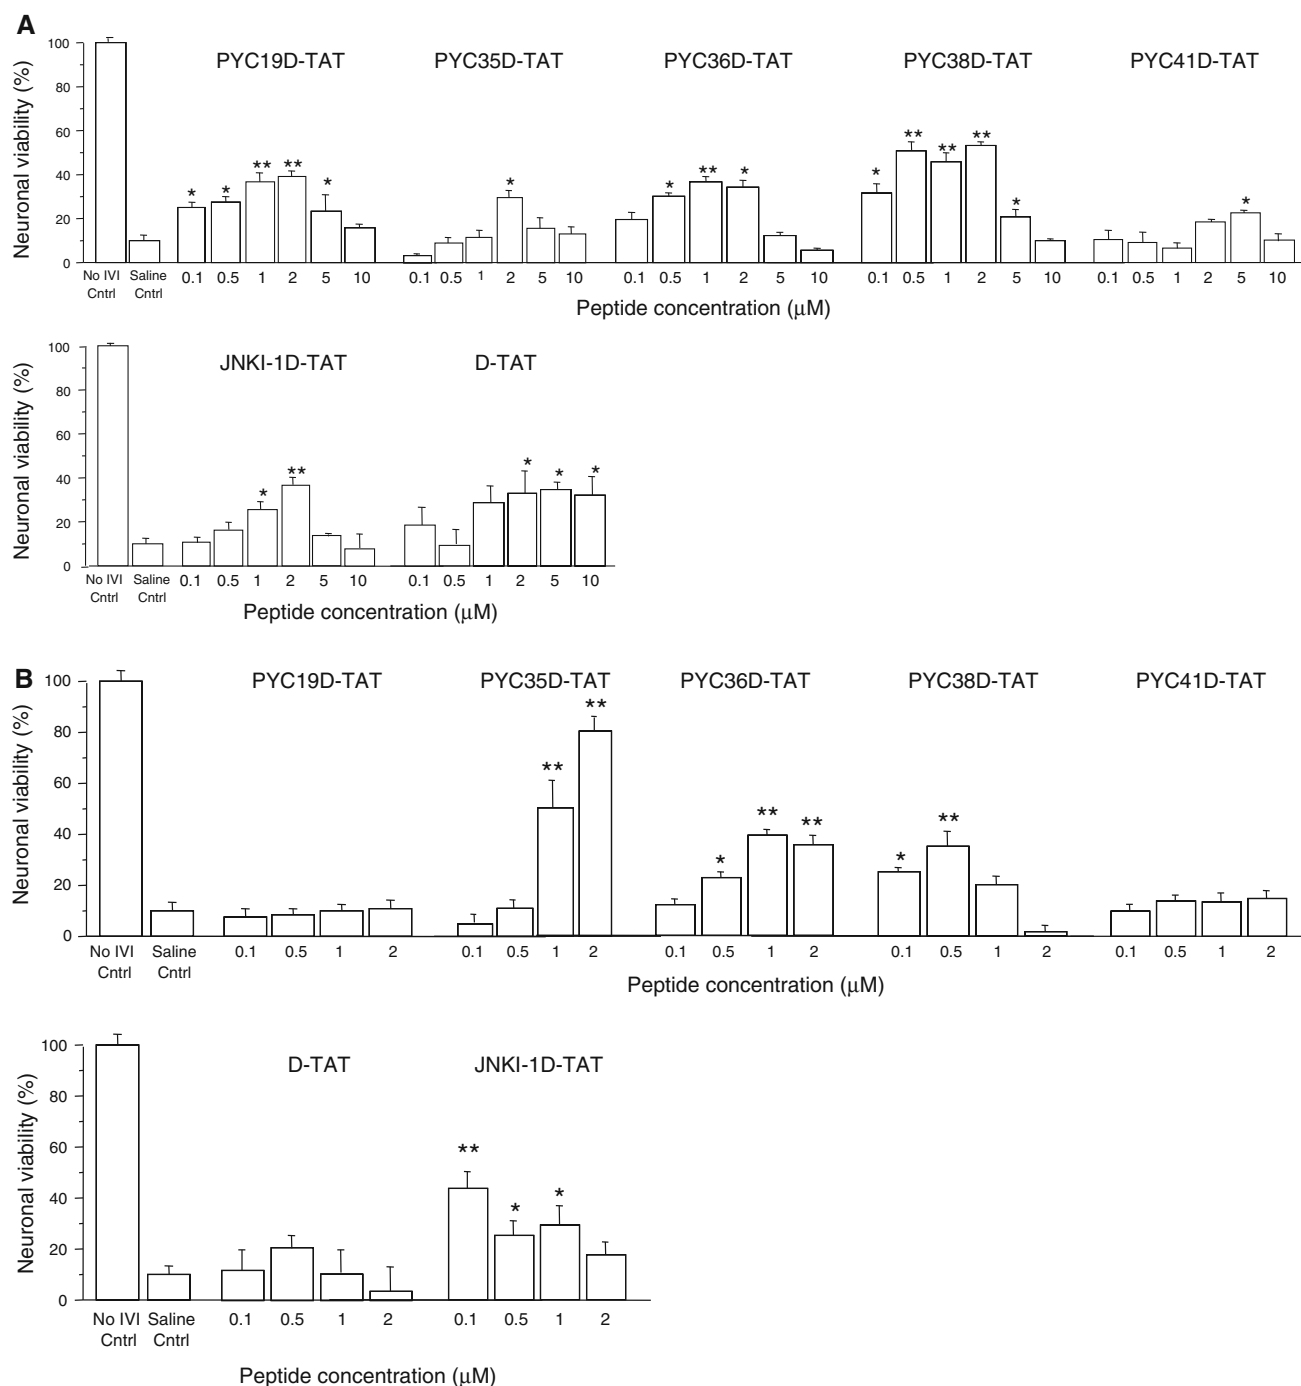 A
Neuronal viability (%)
100
80
60
40
20
0
PYC19D-TAT PYC35D-TAT PYC36D-TAT PYC38D-TAT PYC41D-TAT
* * ** ** * * * ** * * ** ** ** * *
No IVI Cntrl Saline Cntrl 0.1 0.5 1 2 5 10 0.1 0.5 1 2 5 10 0.1 0.5 1 2 5 10 0.1 0.5 1 2 5 10 0.1 0.5 1 2 5 10
Peptide concentration (μM)
Neuronal viability (%)
100
80
60
40
20
0
JNKI-1D-TAT D-TAT
* ** * * *
No IVI Cntrl Saline Cntrl 0.1 0.5 1 2 5 10 0.1 0.5 1 2 5 10
Peptide concentration (μM)
B
Neuronal viability (%)
100
80
60
40
20
0
PYC19D-TAT PYC35D-TAT PYC36D-TAT PYC38D-TAT PYC41D-TAT
** ** * ** ** * **
No IVI Cntrl Saline Cntrl 0.1 0.5 1 2 0.1 0.5 1 2 0.1 0.5 1 2 0.1 0.5 1 2 0.1 0.5 1 2
Peptide concentration (μM)
Neuronal viability (%)
100
80
60
40
20
0
D-TAT JNKI-1D-TAT
** * *
No IVI Cntrl Saline Cntrl 0.1 0.5 1 2 0.1 0.5 1 2
Peptide concentration (μM)